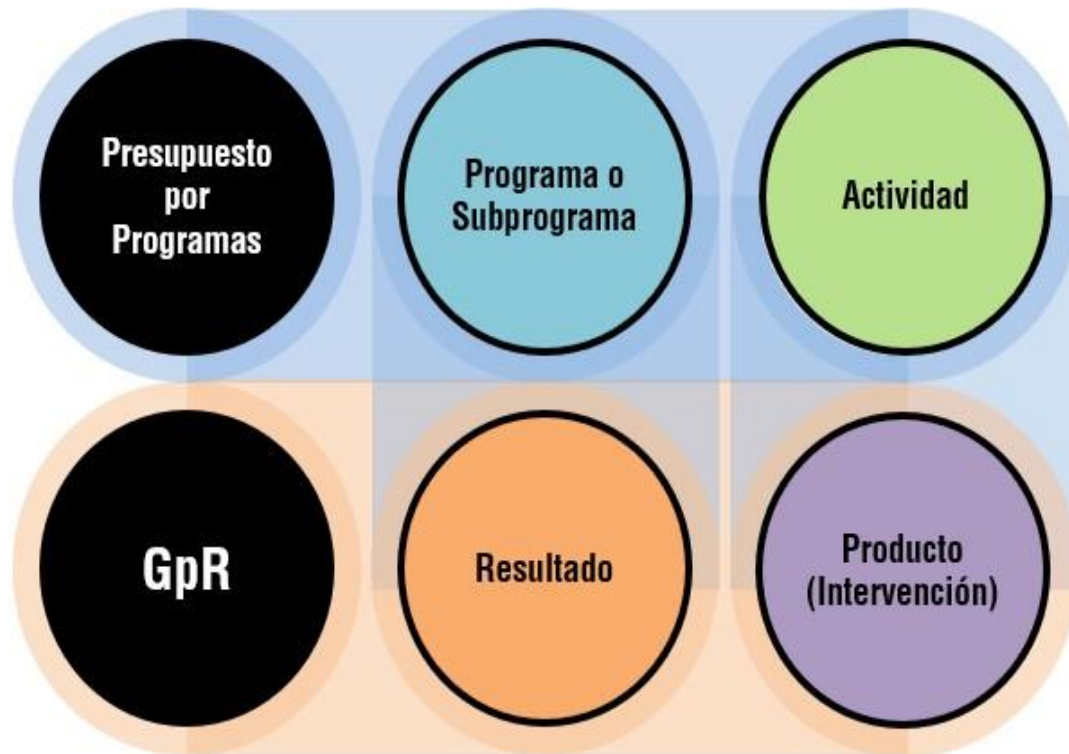 Presupuesto
por
Programas
Programa o
Subprograma
Actividad
GpR
Resultado
Producto
(Intervención)